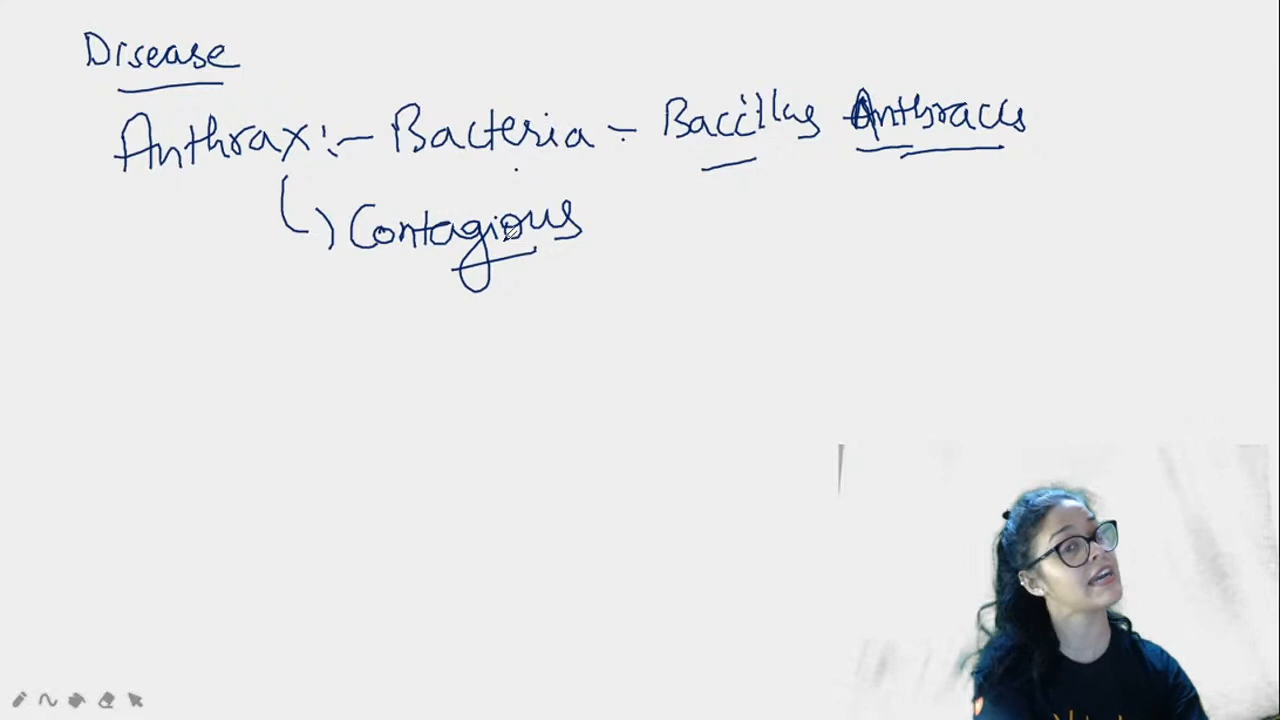 Disease
Anthrax :- Bacteria - Bacillus Anthracis
Contagious